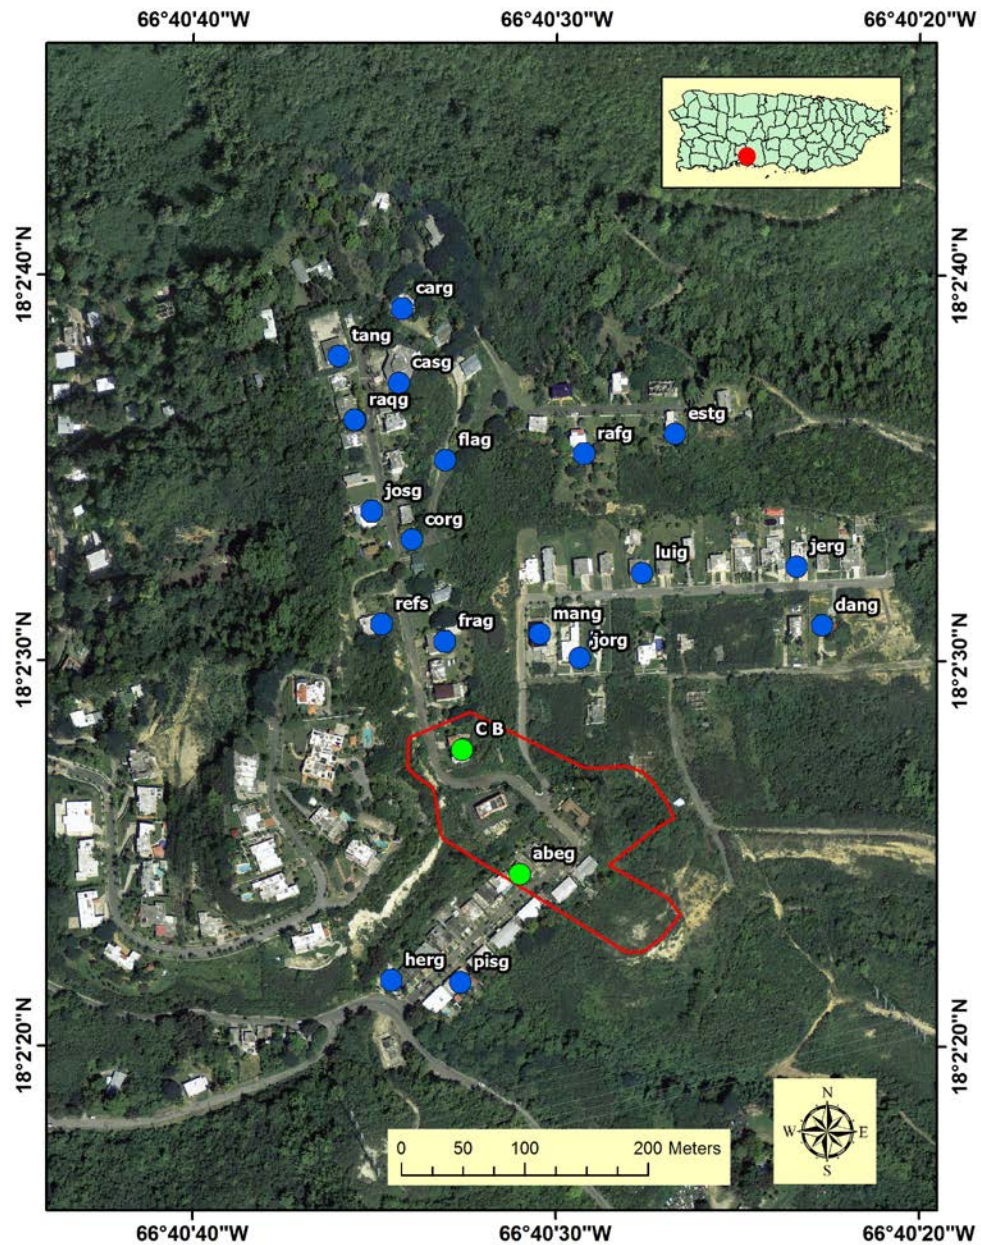 66°40'40"W 66°40'30"W 66°40'20"W
18°2'40"N
18°2'40"N
carg
tang
casg
raqg
estg
flag
rafg
josg
corg
luig
jerg
refs
frag
mang
dang
jorg
18°2'30"N
18°2'30"N
C B
abeg
herg
pisg
18°2'20"N
18°2'20"N
N
W E
S
0 50 100 200 Meters
66°40'40"W 66°40'30"W 66°40'20"W